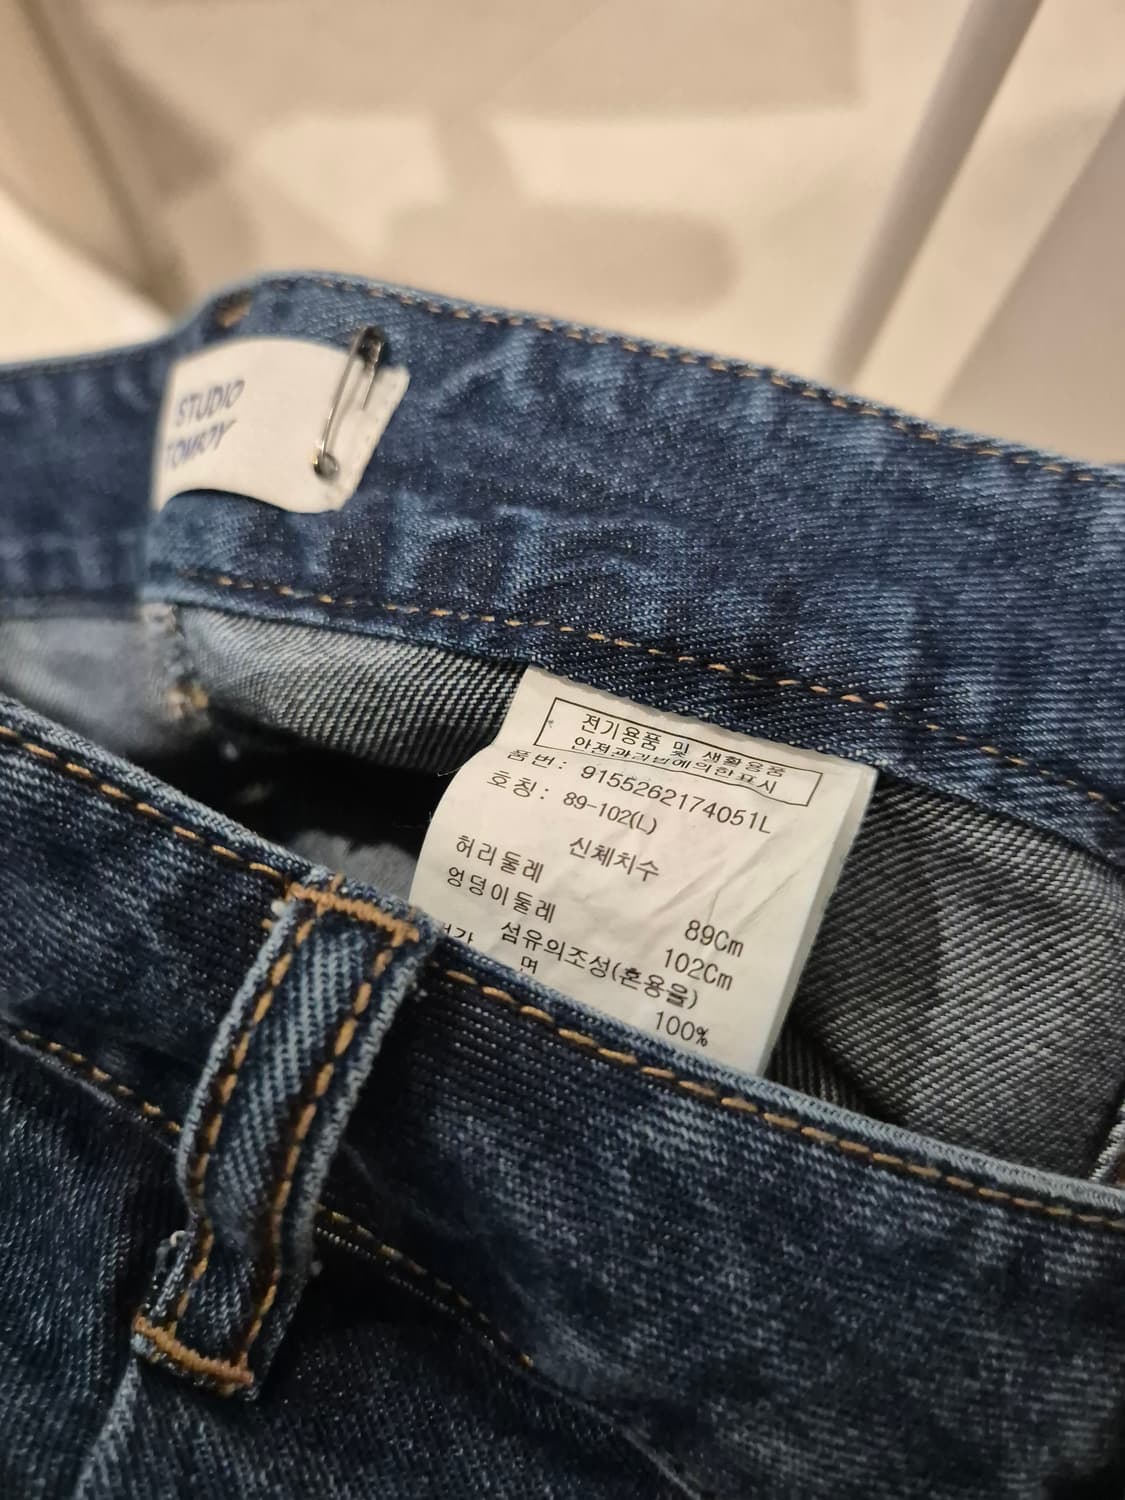 STUDIO
TOMBOY
전기용품 및 생활용품
안전관리법에의한표시
품번: 9155262174051L
호칭: 89-102(L)
신체치수
허리둘레 89Cm
엉덩이둘레 102Cm
섬유의조성(혼용율)
면 100%